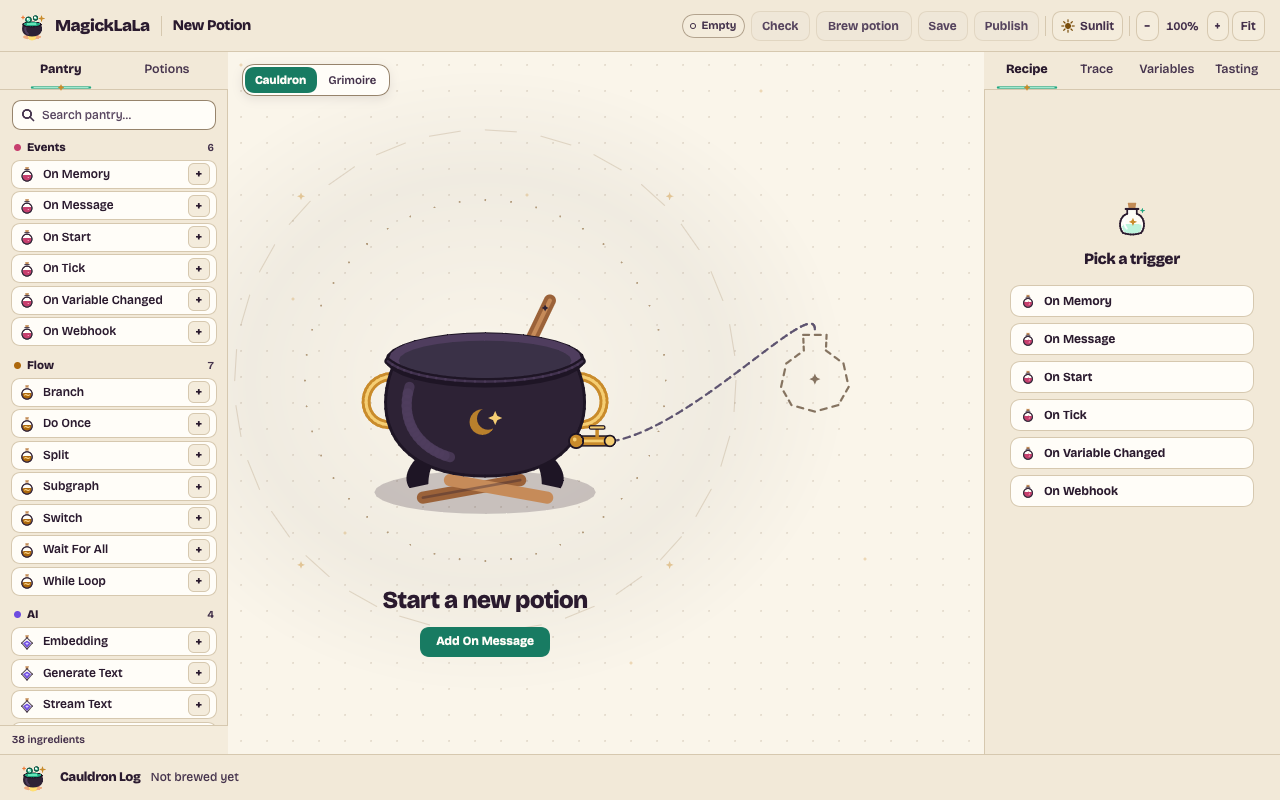 MagickLaLa
New Potion
Empty
Check
Brew potion
Save
Publish
Sunlit
−
100%
+
Fit
Pantry
Potions
Search pantry...
Events 6
On Memory +
On Message +
On Start +
On Tick +
On Variable Changed +
On Webhook +
Flow 7
Branch +
Do Once +
Split +
Subgraph +
Switch +
Wait For All +
While Loop +
AI 4
Embedding +
Generate Text +
Stream Text +
38 ingredients
Cauldron
Grimoire
Start a new potion
Add On Message
Recipe
Trace
Variables
Tasting
Pick a trigger
On Memory
On Message
On Start
On Tick
On Variable Changed
On Webhook
Cauldron Log Not brewed yet